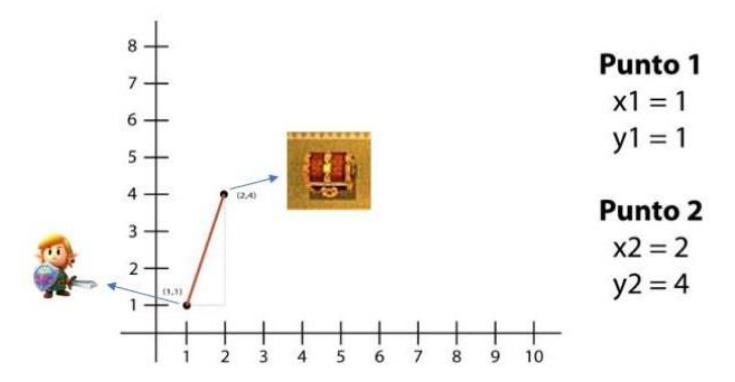 8
7
6
5
4
3
2
1
(2,4)
(1,1)
1 2 3 4 5 6 7 8 9 10
Punto 1
x1 = 1
y1 = 1
Punto 2
x2 = 2
y2 = 4